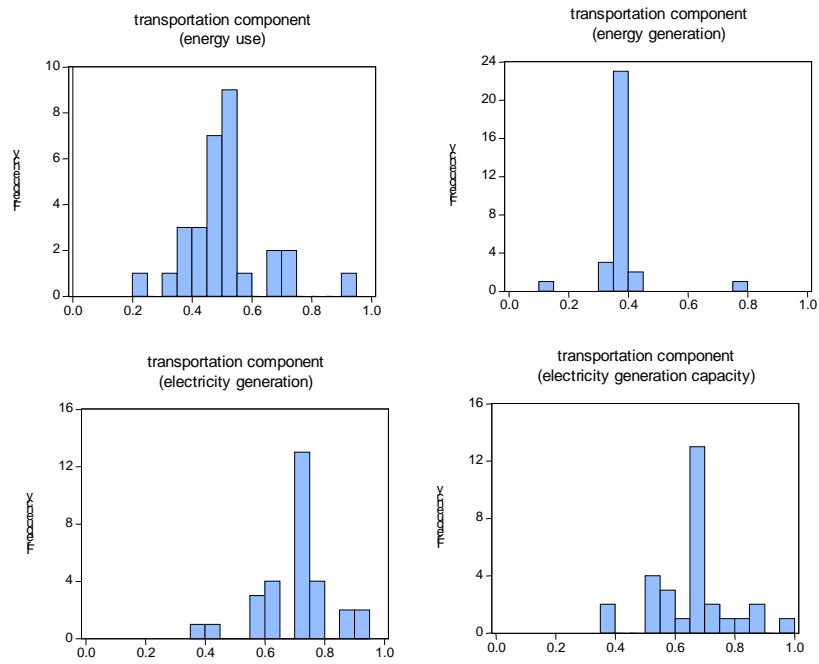 transportation component
(energy use)
10
8
6
4
2
0
Frequency
0.0 0.2 0.4 0.6 0.8 1.0
transportation component
(energy generation)
24
20
16
12
8
4
0
Frequency
0.0 0.2 0.4 0.6 0.8 1.0
transportation component
(electricity generation)
16
12
8
4
0
Frequency
0.0 0.2 0.4 0.6 0.8 1.0
transportation component
(electricity generation capacity)
16
12
8
4
0
Frequency
0.0 0.2 0.4 0.6 0.8 1.0